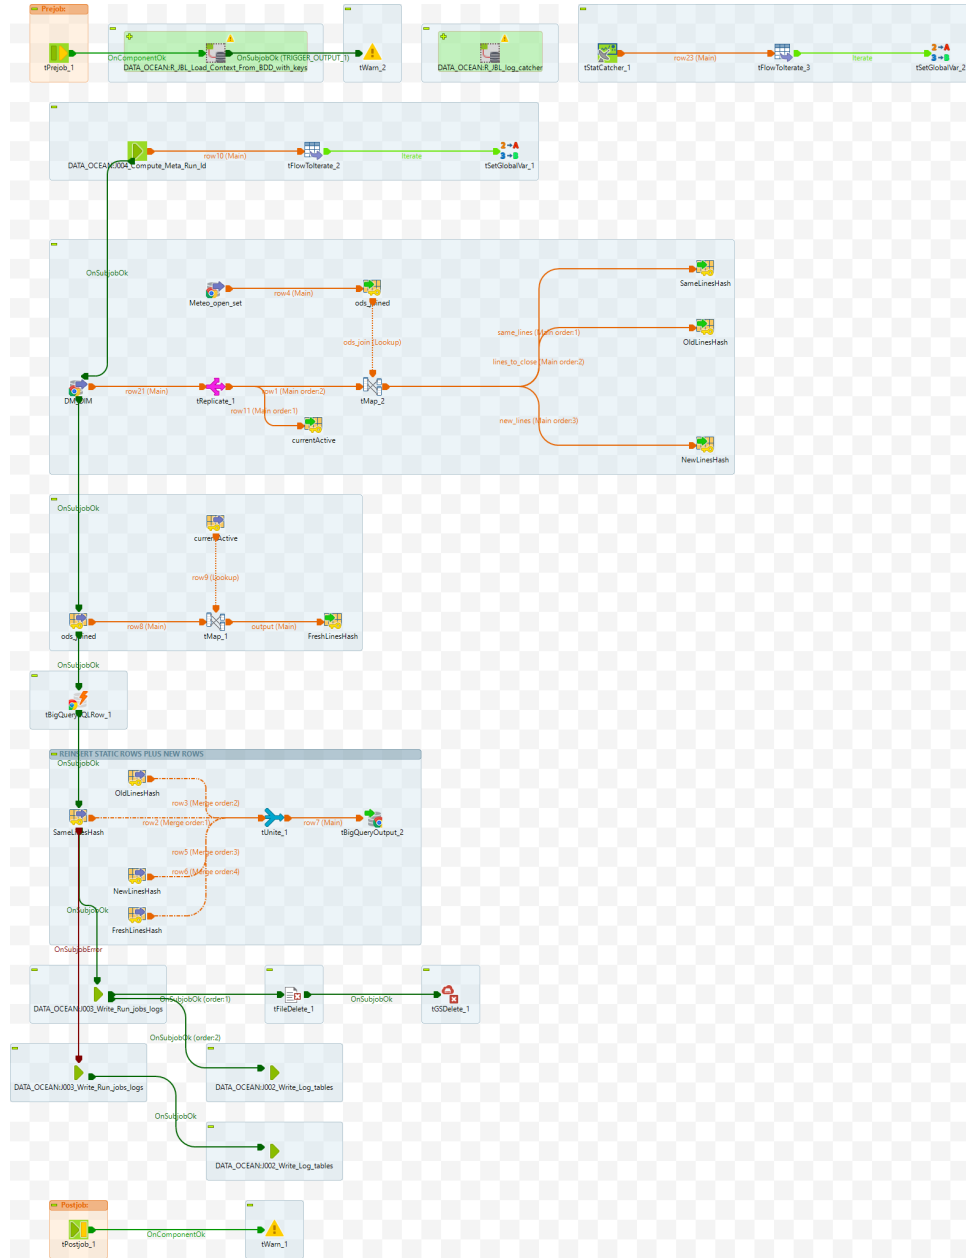 Prejob:
OnComponentOk
OnSubjobOk (TRIGGER_OUTPUT_1)
row23 (Main)
Iterate
tPrejob_1
DATA_OCEAN:R_JBL_Load_Context_From_BDD_with_keys
tWarn_2
DATA_OCEAN:R_JBL_log_catcher
tStatCatcher_1
tFlowToIterate_3
tSetGlobalVar_2
row10 (Main)
Iterate
DATA_OCEAN:J004_Compute_Meta_Run_Id
tFlowToIterate_2
tSetGlobalVar_1
OnSubjobOk
SameLinesHash
row4 (Main)
Meteo_open_set
ods_joined
same_lines (Main order:1)
ods_join (Lookup)
OldLinesHash
lines_to_close (Main order:2)
row21 (Main)
row1 (Main order:2)
DM_DIM
tReplicate_1
tMap_2
row11 (Main order:1)
new_lines (Main order:3)
currentActive
NewLinesHash
OnSubjobOk
currentActive
row9 (Lookup)
row8 (Main)
output (Main)
ods_joined
tMap_1
FreshLinesHash
OnSubjobOk
tBigQuerySQLRow_1
REINSERT STATIC ROWS PLUS NEW ROWS
OnSubjobOk
OldLinesHash
row3 (Merge order:2)
row2 (Merge order:1)
row7 (Main)
SameLinesHash
tUnite_1
tBigQueryOutput_2
row5 (Merge order:3)
row6 (Merge order:4)
NewLinesHash
OnSubjobOk
FreshLinesHash
OnSubjobError
OnSubjobOk (order:1)
OnSubjobOk
DATA_OCEAN:J003_Write_Run_jobs_logs
tFileDelete_1
tGSDelete_1
OnSubjobOk (order:2)
DATA_OCEAN:J003_Write_Run_jobs_logs
DATA_OCEAN:J002_Write_Log_tables
OnSubjobOk
DATA_OCEAN:J002_Write_Log_tables
Postjob:
OnComponentOk
tPostjob_1
tWarn_1